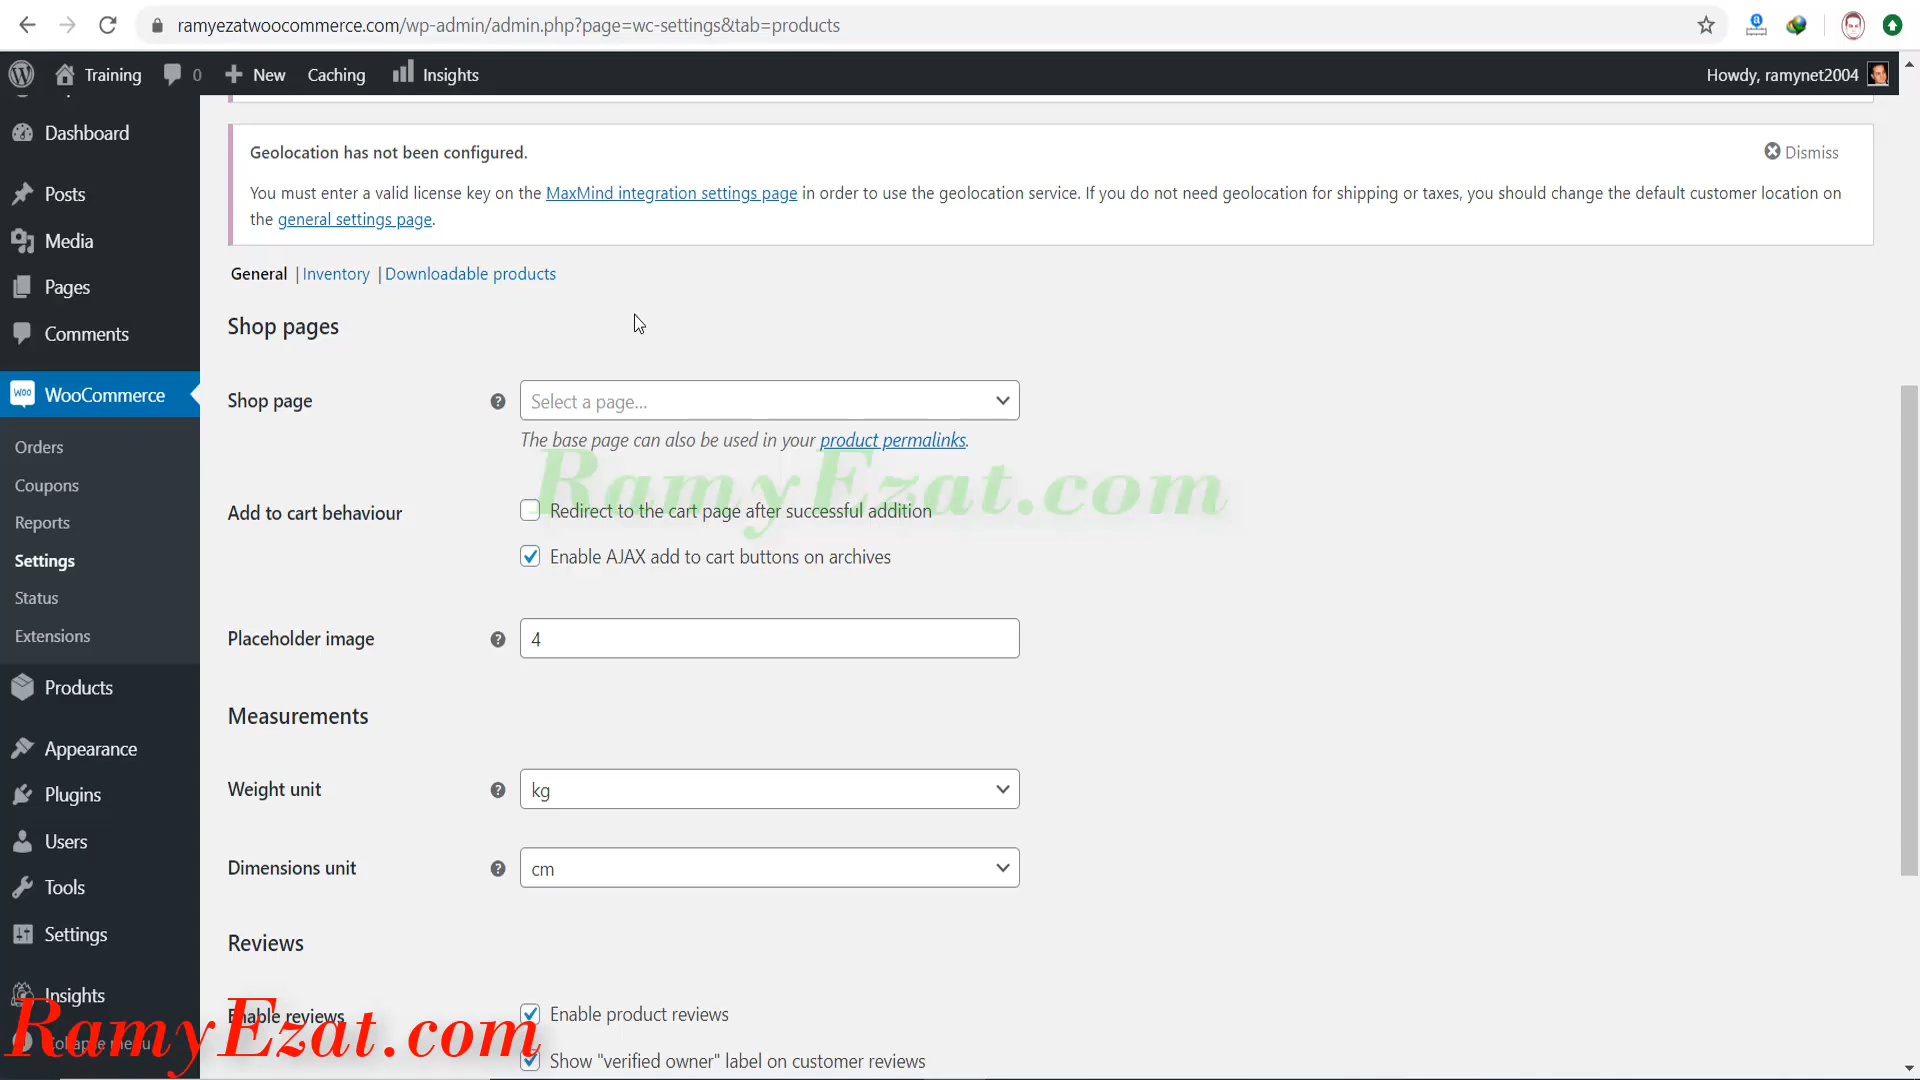 ramyezatwoocommerce.com/wp-admin/admin.php?page=wc-settings&tab=products
Training 0 New Caching Insights Howdy, ramynet2004
Dashboard
Posts
Media
Pages
Comments
WooCommerce
Orders
Coupons
Reports
Settings
Status
Extensions
Products
Appearance
Plugins
Users
Tools
Settings
Insights
Collapse menu
Geolocation has not been configured.
Dismiss
You must enter a valid license key on the MaxMind integration settings page in order to use the geolocation service. If you do not need geolocation for shipping or taxes, you should change the default customer location on
the general settings page.
General | Inventory | Downloadable products
Shop pages
Shop page
Select a page...
The base page can also be used in your product permalinks.
RamyEzat.com
Add to cart behaviour
Redirect to the cart page after successful addition
Enable AJAX add to cart buttons on archives
Placeholder image
4
Measurements
Weight unit
kg
Dimensions unit
cm
Reviews
Enable reviews
Enable product reviews
Show "verified owner" label on customer reviews
RamyEzat.com